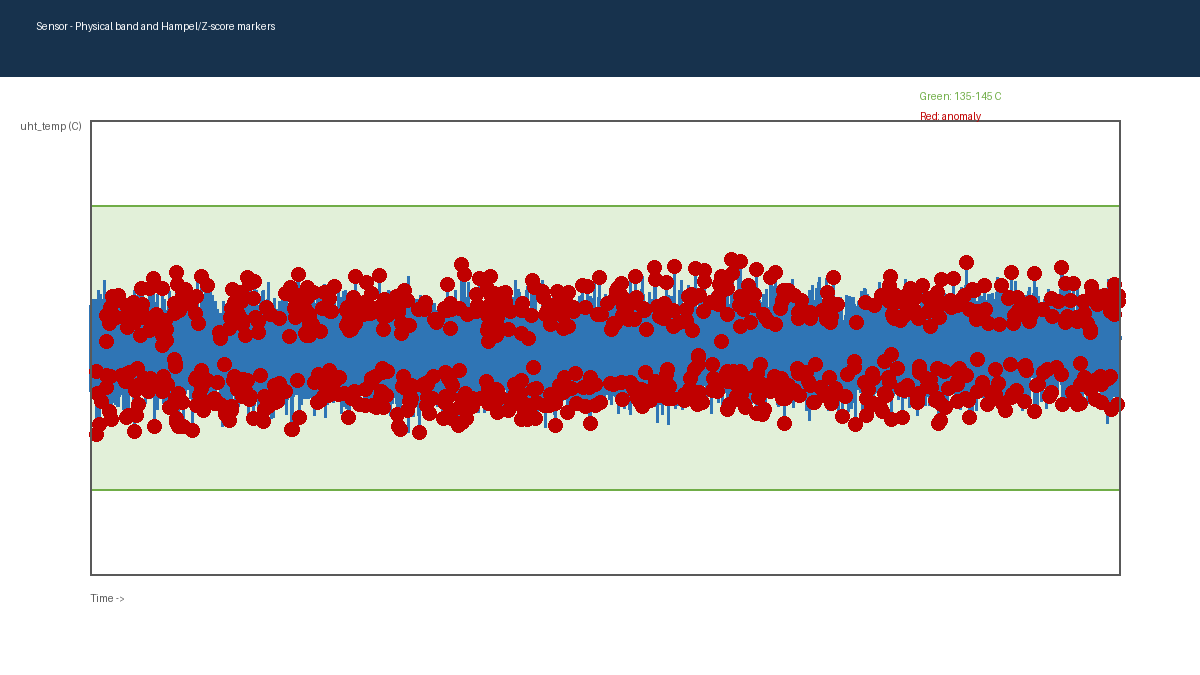 Sensor - Physical band and Hampel/Z-score markers
Green: 135-145 C
Red: anomaly
uht_temp (C)
Time ->